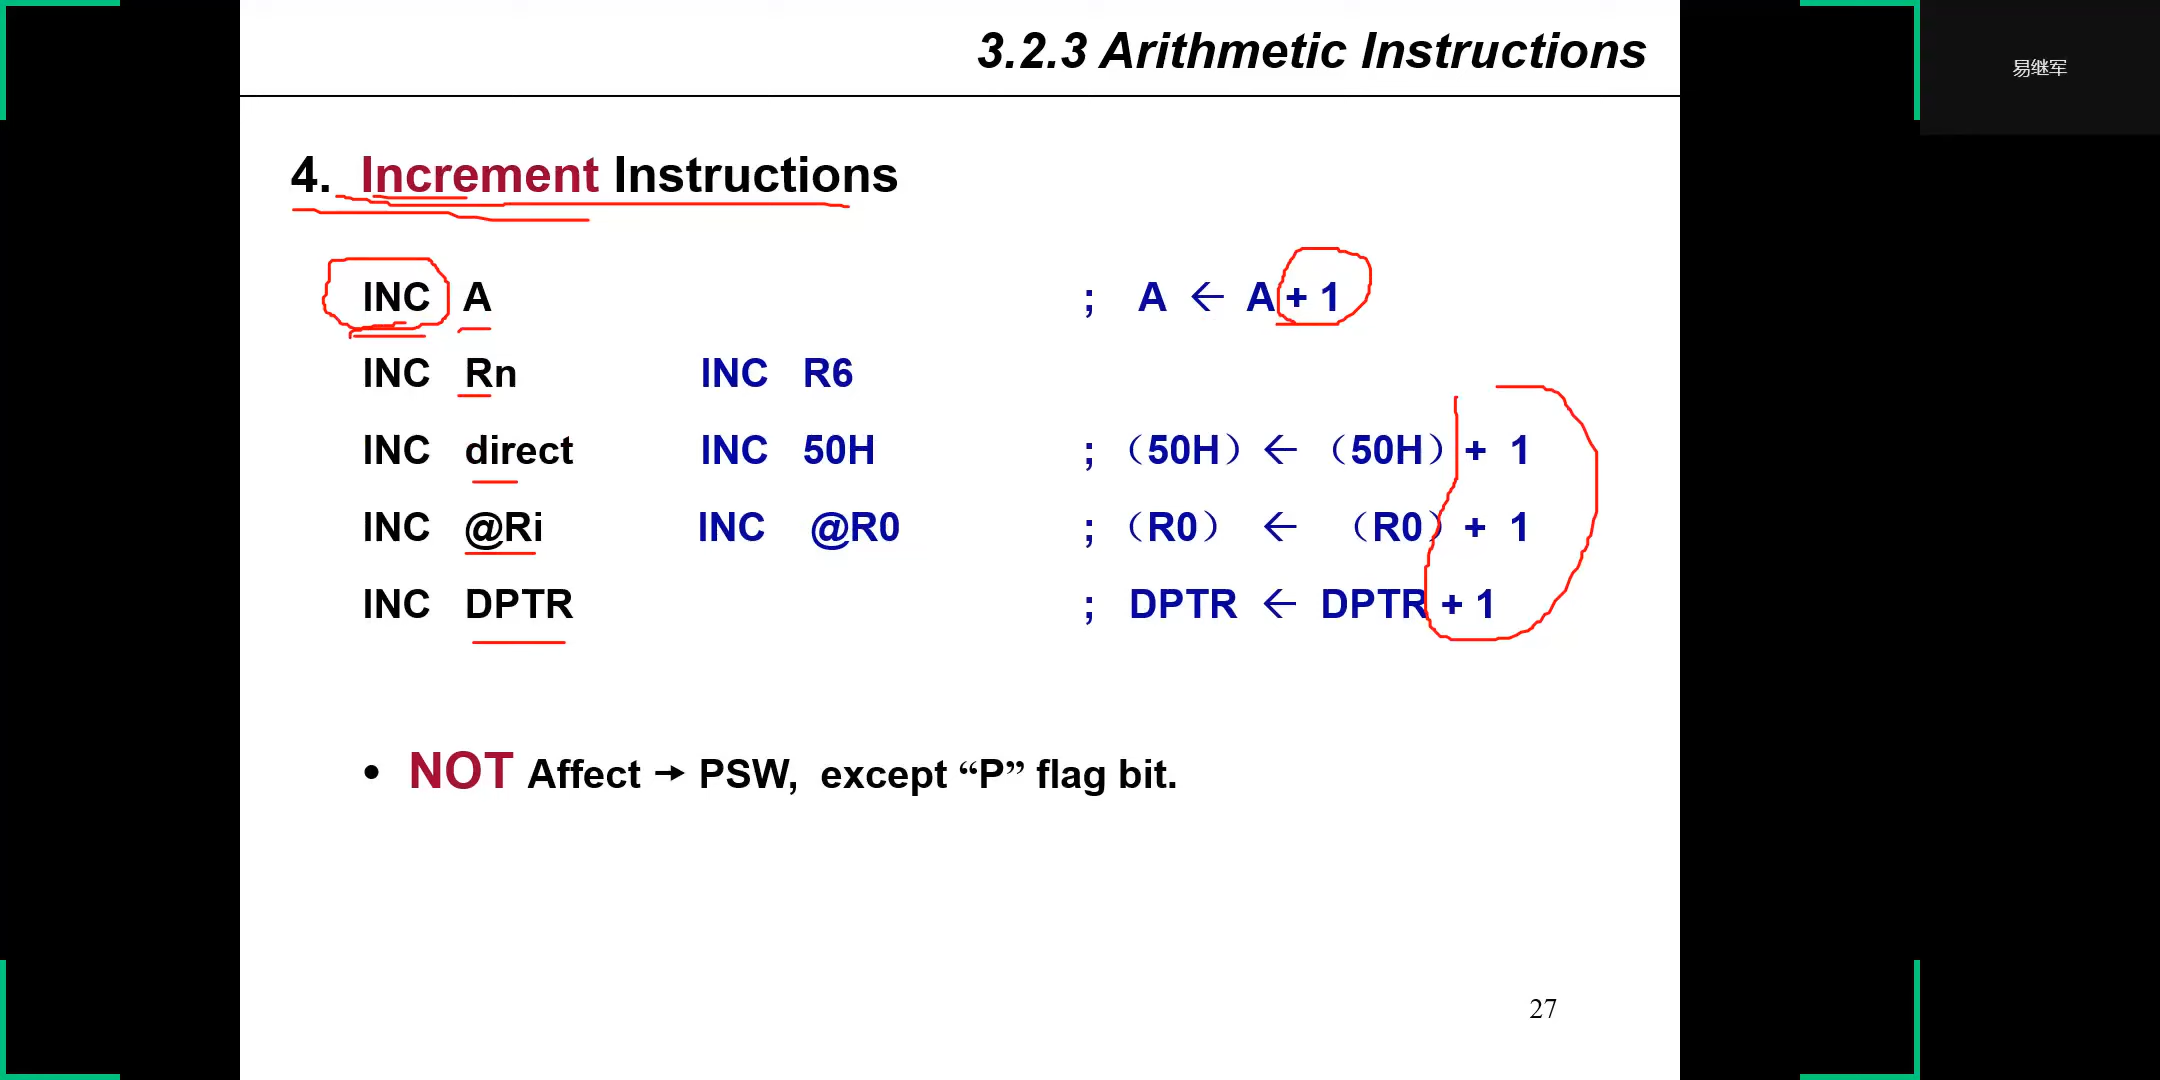 3.2.3 Arithmetic Instructions
易继军
4. Increment Instructions
INC A ; A ← A + 1
INC Rn INC R6
INC direct INC 50H ; （50H） ← （50H） + 1
INC @Ri INC @R0 ; （R0） ← （R0） + 1
INC DPTR ; DPTR ← DPTR + 1
• NOT Affect → PSW, except “P” flag bit.
27